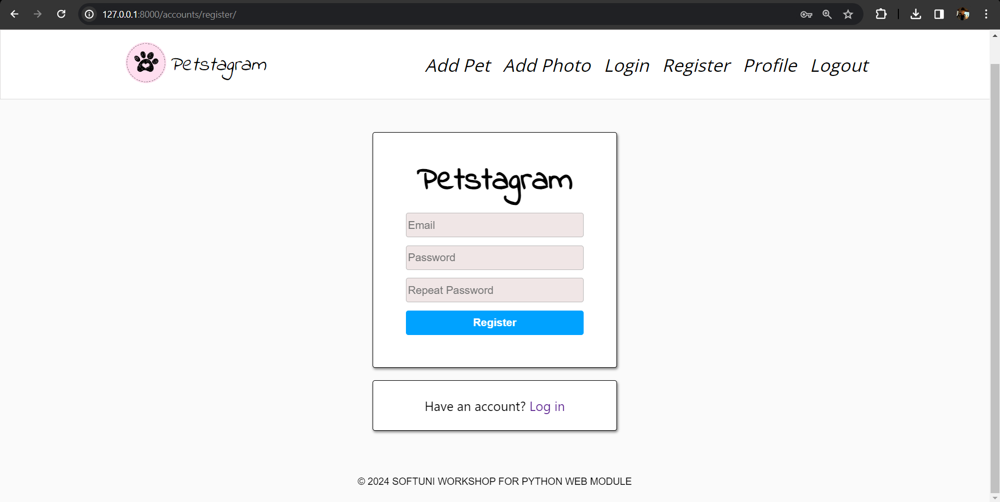 127.0.0.1:8000/accounts/register/
Petstagram
Add Pet Add Photo Login Register Profile Logout
Petstagram
Email
Password
Repeat Password
Register
Have an account? Log in
© 2024 SOFTUNI WORKSHOP FOR PYTHON WEB MODULE